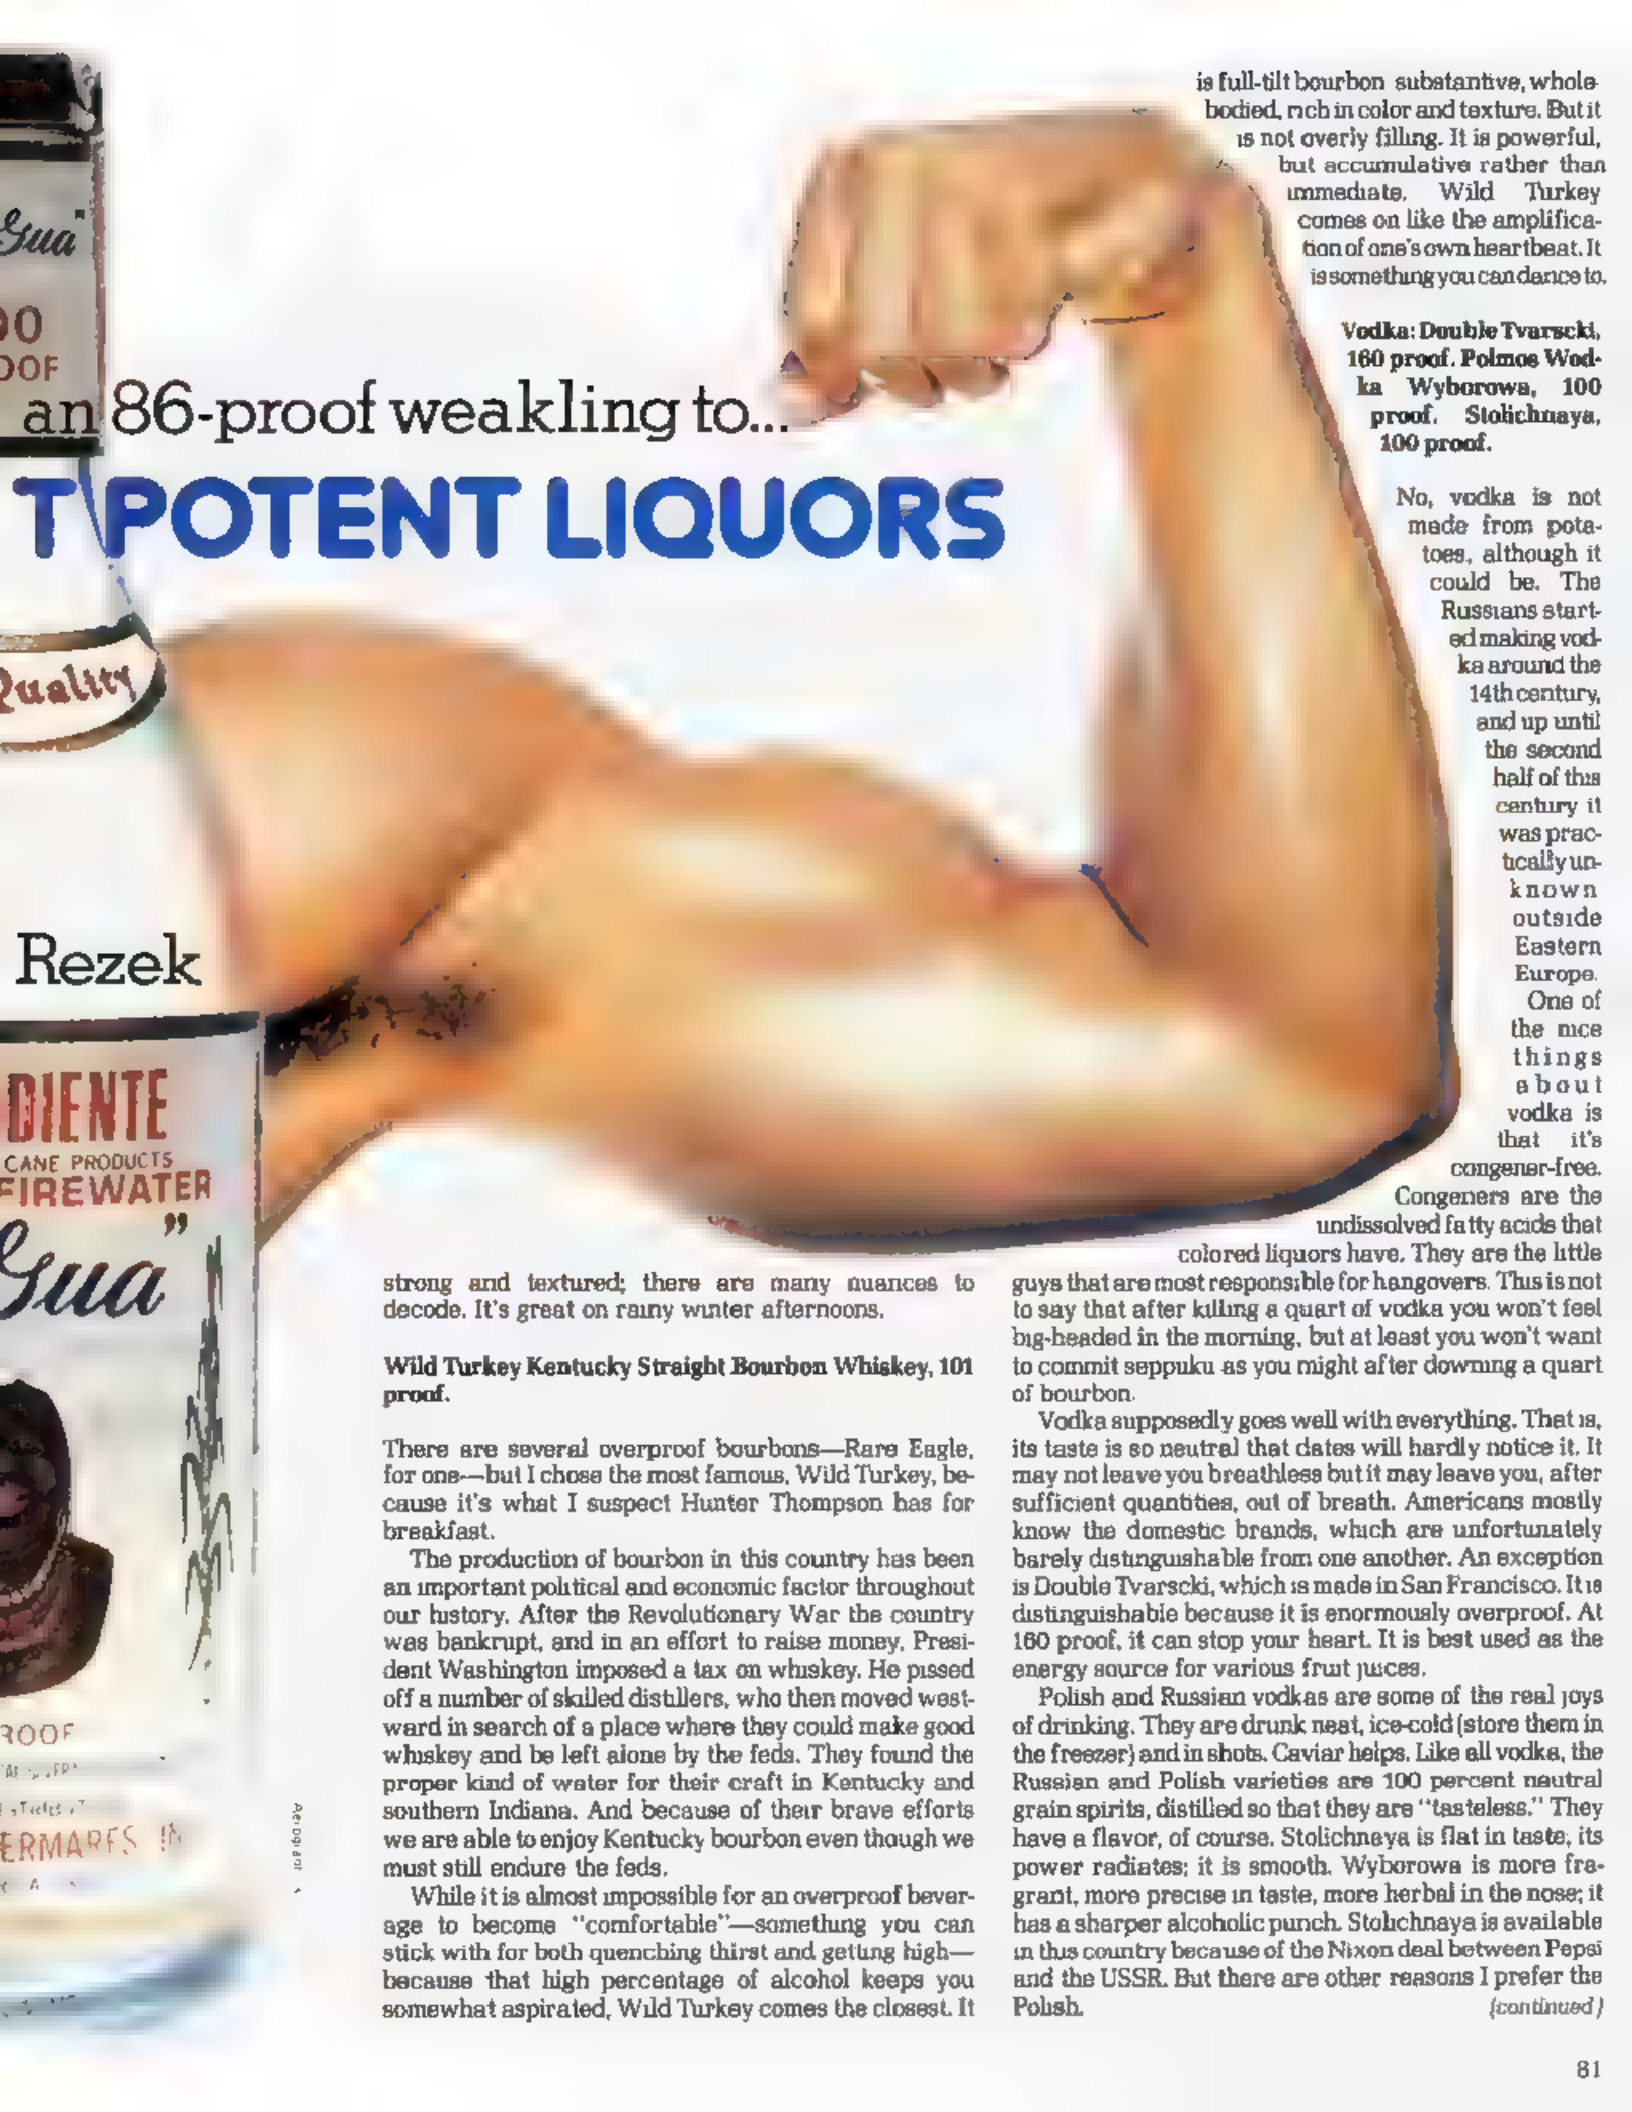 Gua"
OOF
an 86-proof weakling to...
T POTENT LIQUORS
Quality
Rezek
DIENTE
CANE PRODUCTS
FIREWATER
Gua"
ROOF
strong and textured; there are many nuances to
decode. It's great on rainy winter afternoons.
Wild Turkey Kentucky Straight Bourbon Whiskey, 101
proof.
There are several overproof bourbons—Rare Eagle,
for one—but I chose the most famous, Wild Turkey, be-
cause it's what I suspect Hunter Thompson has for
breakfast.
The production of bourbon in this country has been
an important political and economic factor throughout
our history. After the Revolutionary War the country
was bankrupt, and in an effort to raise money, Presi-
dent Washington imposed a tax on whiskey. He pissed
off a number of skilled distillers, who then moved west-
ward in search of a place where they could make good
whiskey and be left alone by the feds. They found the
proper kind of water for their craft in Kentucky and
southern Indiana. And because of their brave efforts
we are able to enjoy Kentucky bourbon even though we
must still endure the feds.
While it is almost impossible for an overproof bever-
age to become "comfortable"—something you can
stick with for both quenching thirst and getting high—
because that high percentage of alcohol keeps you
somewhat aspirated, Wild Turkey comes the closest. It
is full-tilt bourbon substantive, whole-
bodied, rich in color and texture. But it
is not overly filling. It is powerful,
but accumulative rather than
immediate. Wild Turkey
comes on like the amplifica-
tion of one's own heartbeat. It
is something you can dance to.
Vodka: Double Tvarscki,
160 proof. Polmos Wod-
ka Wyborowa, 100
proof. Stolichnaya,
100 proof.
No, vodka is not
made from pota-
toes, although it
could be. The
Russians start-
ed making vod-
ka around the
14th century,
and up until
the second
half of this
century it
was prac-
tically un-
known
outside
Eastern
Europe.
One of
the nice
things
about
vodka is
that it's
congener-free.
Congeners are the
undissolved fatty acids that
colored liquors have. They are the little
guys that are most responsible for hangovers. This is not
to say that after killing a quart of vodka you won't feel
big-headed in the morning, but at least you won't want
to commit seppuku as you might after downing a quart
of bourbon.
Vodka supposedly goes well with everything. That is,
its taste is so neutral that dates will hardly notice it. It
may not leave you breathless but it may leave you, after
sufficient quantities, out of breath. Americans mostly
know the domestic brands, which are unfortunately
barely distinguishable from one another. An exception
is Double Tvarscki, which is made in San Francisco. It is
distinguishable because it is enormously overproof. At
160 proof, it can stop your heart. It is best used as the
energy source for various fruit juices.
Polish and Russian vodkas are some of the real joys
of drinking. They are drunk neat, ice-cold (store them in
the freezer) and in shots. Caviar helps. Like all vodka, the
Russian and Polish varieties are 100 percent neutral
grain spirits, distilled so that they are "tasteless." They
have a flavor, of course. Stolichnaya is flat in taste; its
power radiates; it is smooth. Wyborowa is more fra-
grant, more precise in taste, more herbal in the nose; it
has a sharper alcoholic punch. Stolichnaya is available
in this country because of the Nixon deal between Pepsi
and the USSR. But there are other reasons I prefer the
Polish.
(continued)
81